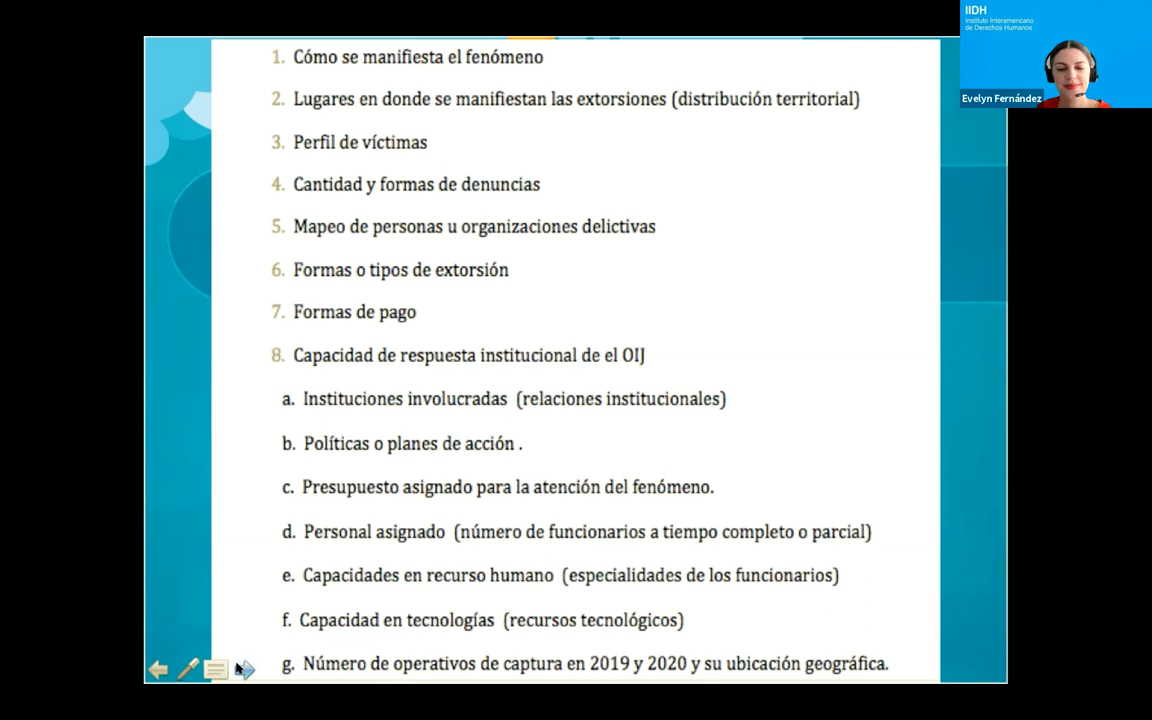 IIDH
Instituto Interamericano
de Derechos Humanos
Evelyn Fernández
1. Cómo se manifiesta el fenómeno
2. Lugares en donde se manifiestan las extorsiones (distribución territorial)
3. Perfil de víctimas
4. Cantidad y formas de denuncias
5. Mapeo de personas u organizaciones delictivas
6. Formas o tipos de extorsión
7. Formas de pago
8. Capacidad de respuesta institucional de el OIJ
a. Instituciones involucradas (relaciones institucionales)
b. Políticas o planes de acción .
c. Presupuesto asignado para la atención del fenómeno.
d. Personal asignado (número de funcionarios a tiempo completo o parcial)
e. Capacidades en recurso humano (especialidades de los funcionarios)
f. Capacidad en tecnologías (recursos tecnológicos)
g. Número de operativos de captura en 2019 y 2020 y su ubicación geográfica.